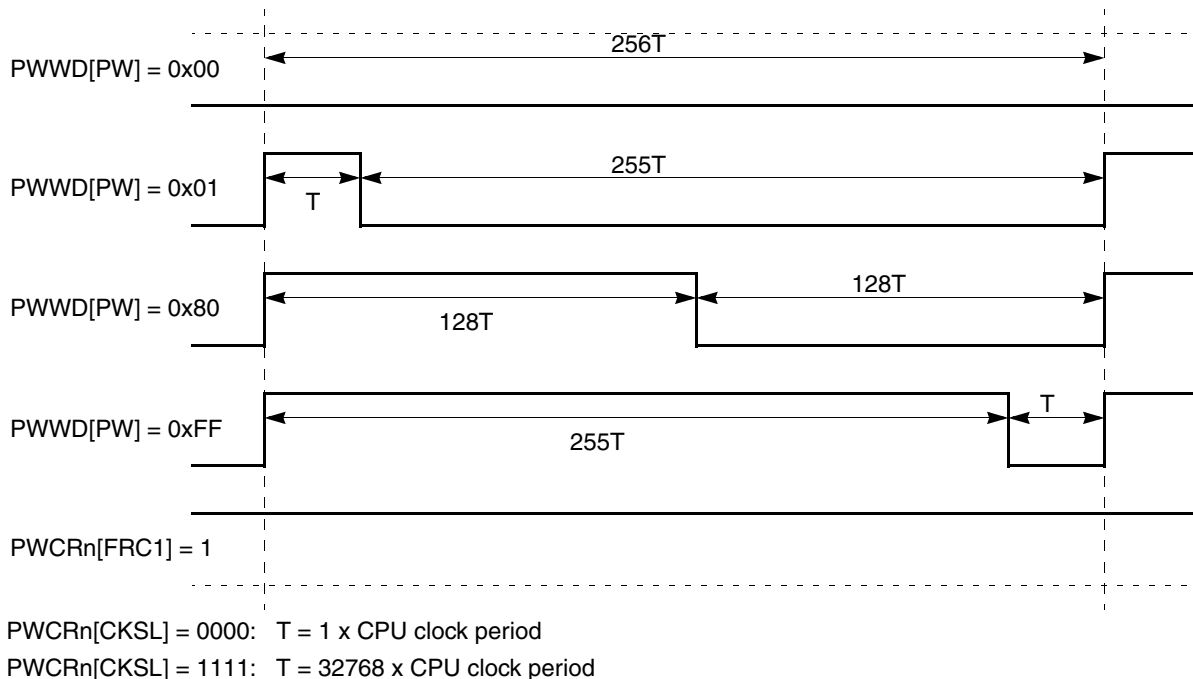 256T
PWWD[PW] = 0x00
255T
PWWD[PW] = 0x01
T
128T
PWWD[PW] = 0x80
128T
T
PWWD[PW] = 0xFF
255T
PWCRn[FRC1] = 1
PWCRn[CKSL] = 0000: T = 1 x CPU clock period
PWCRn[CKSL] = 1111: T = 32768 x CPU clock period